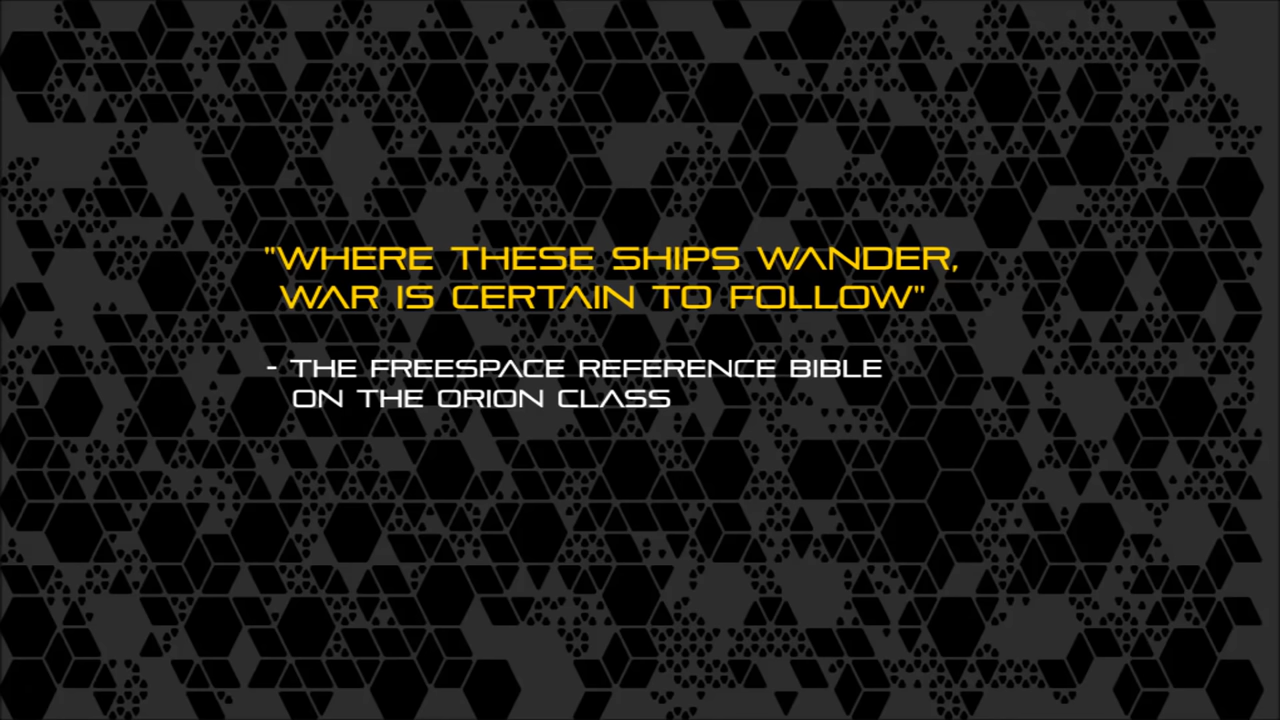 "WHERE THESE SHIPS WANDER,
WAR IS CERTAIN TO FOLLOW"
- THE FREESPACE REFERENCE BIBLE
ON THE ORION CLASS